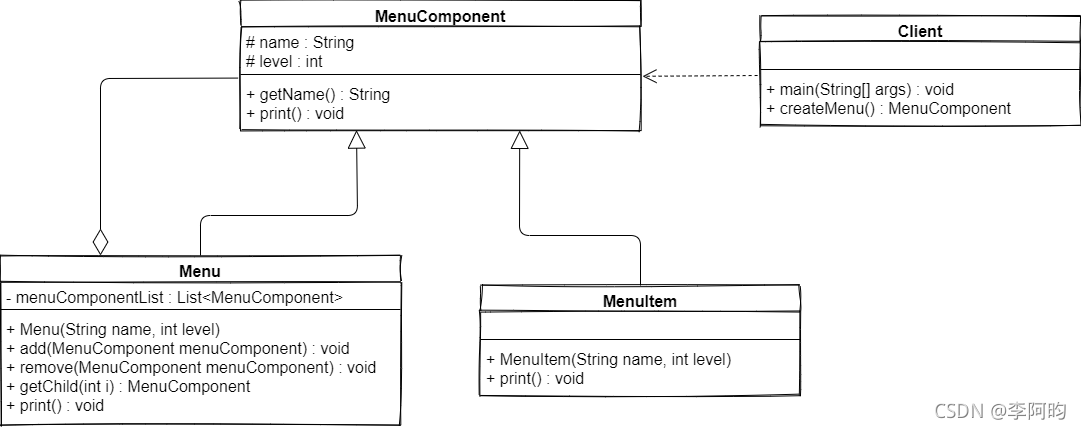 MenuComponent
# name : String
# level : int
+ getName() : String
+ print() : void
Client
+ main(String[] args) : void
+ createMenu() : MenuComponent
Menu
- menuComponentList : List<MenuComponent>
+ Menu(String name, int level)
+ add(MenuComponent menuComponent) : void
+ remove(MenuComponent menuComponent) : void
+ getChild(int i) : MenuComponent
+ print() : void
MenuItem
+ MenuItem(String name, int level)
+ print() : void
CSDN @李阿昀